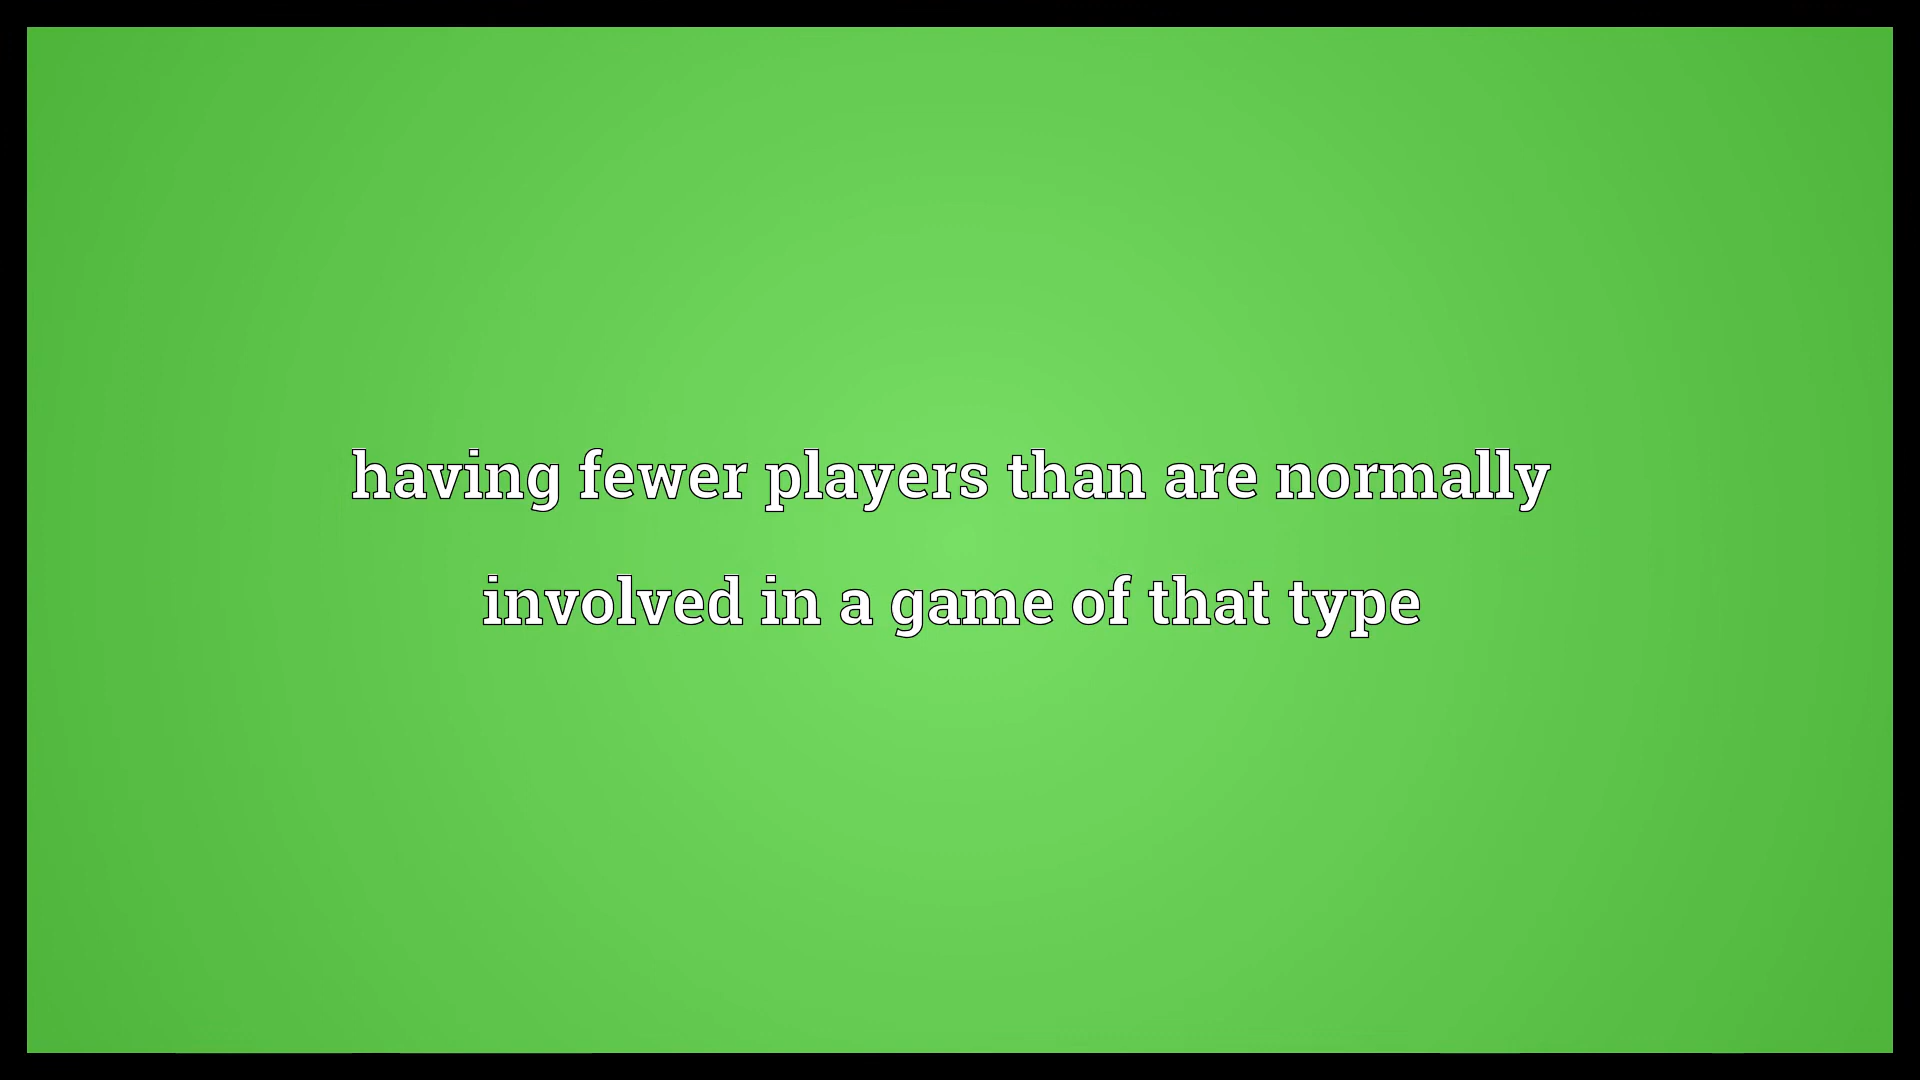 having fewer players than are normally
involved in a game of that type